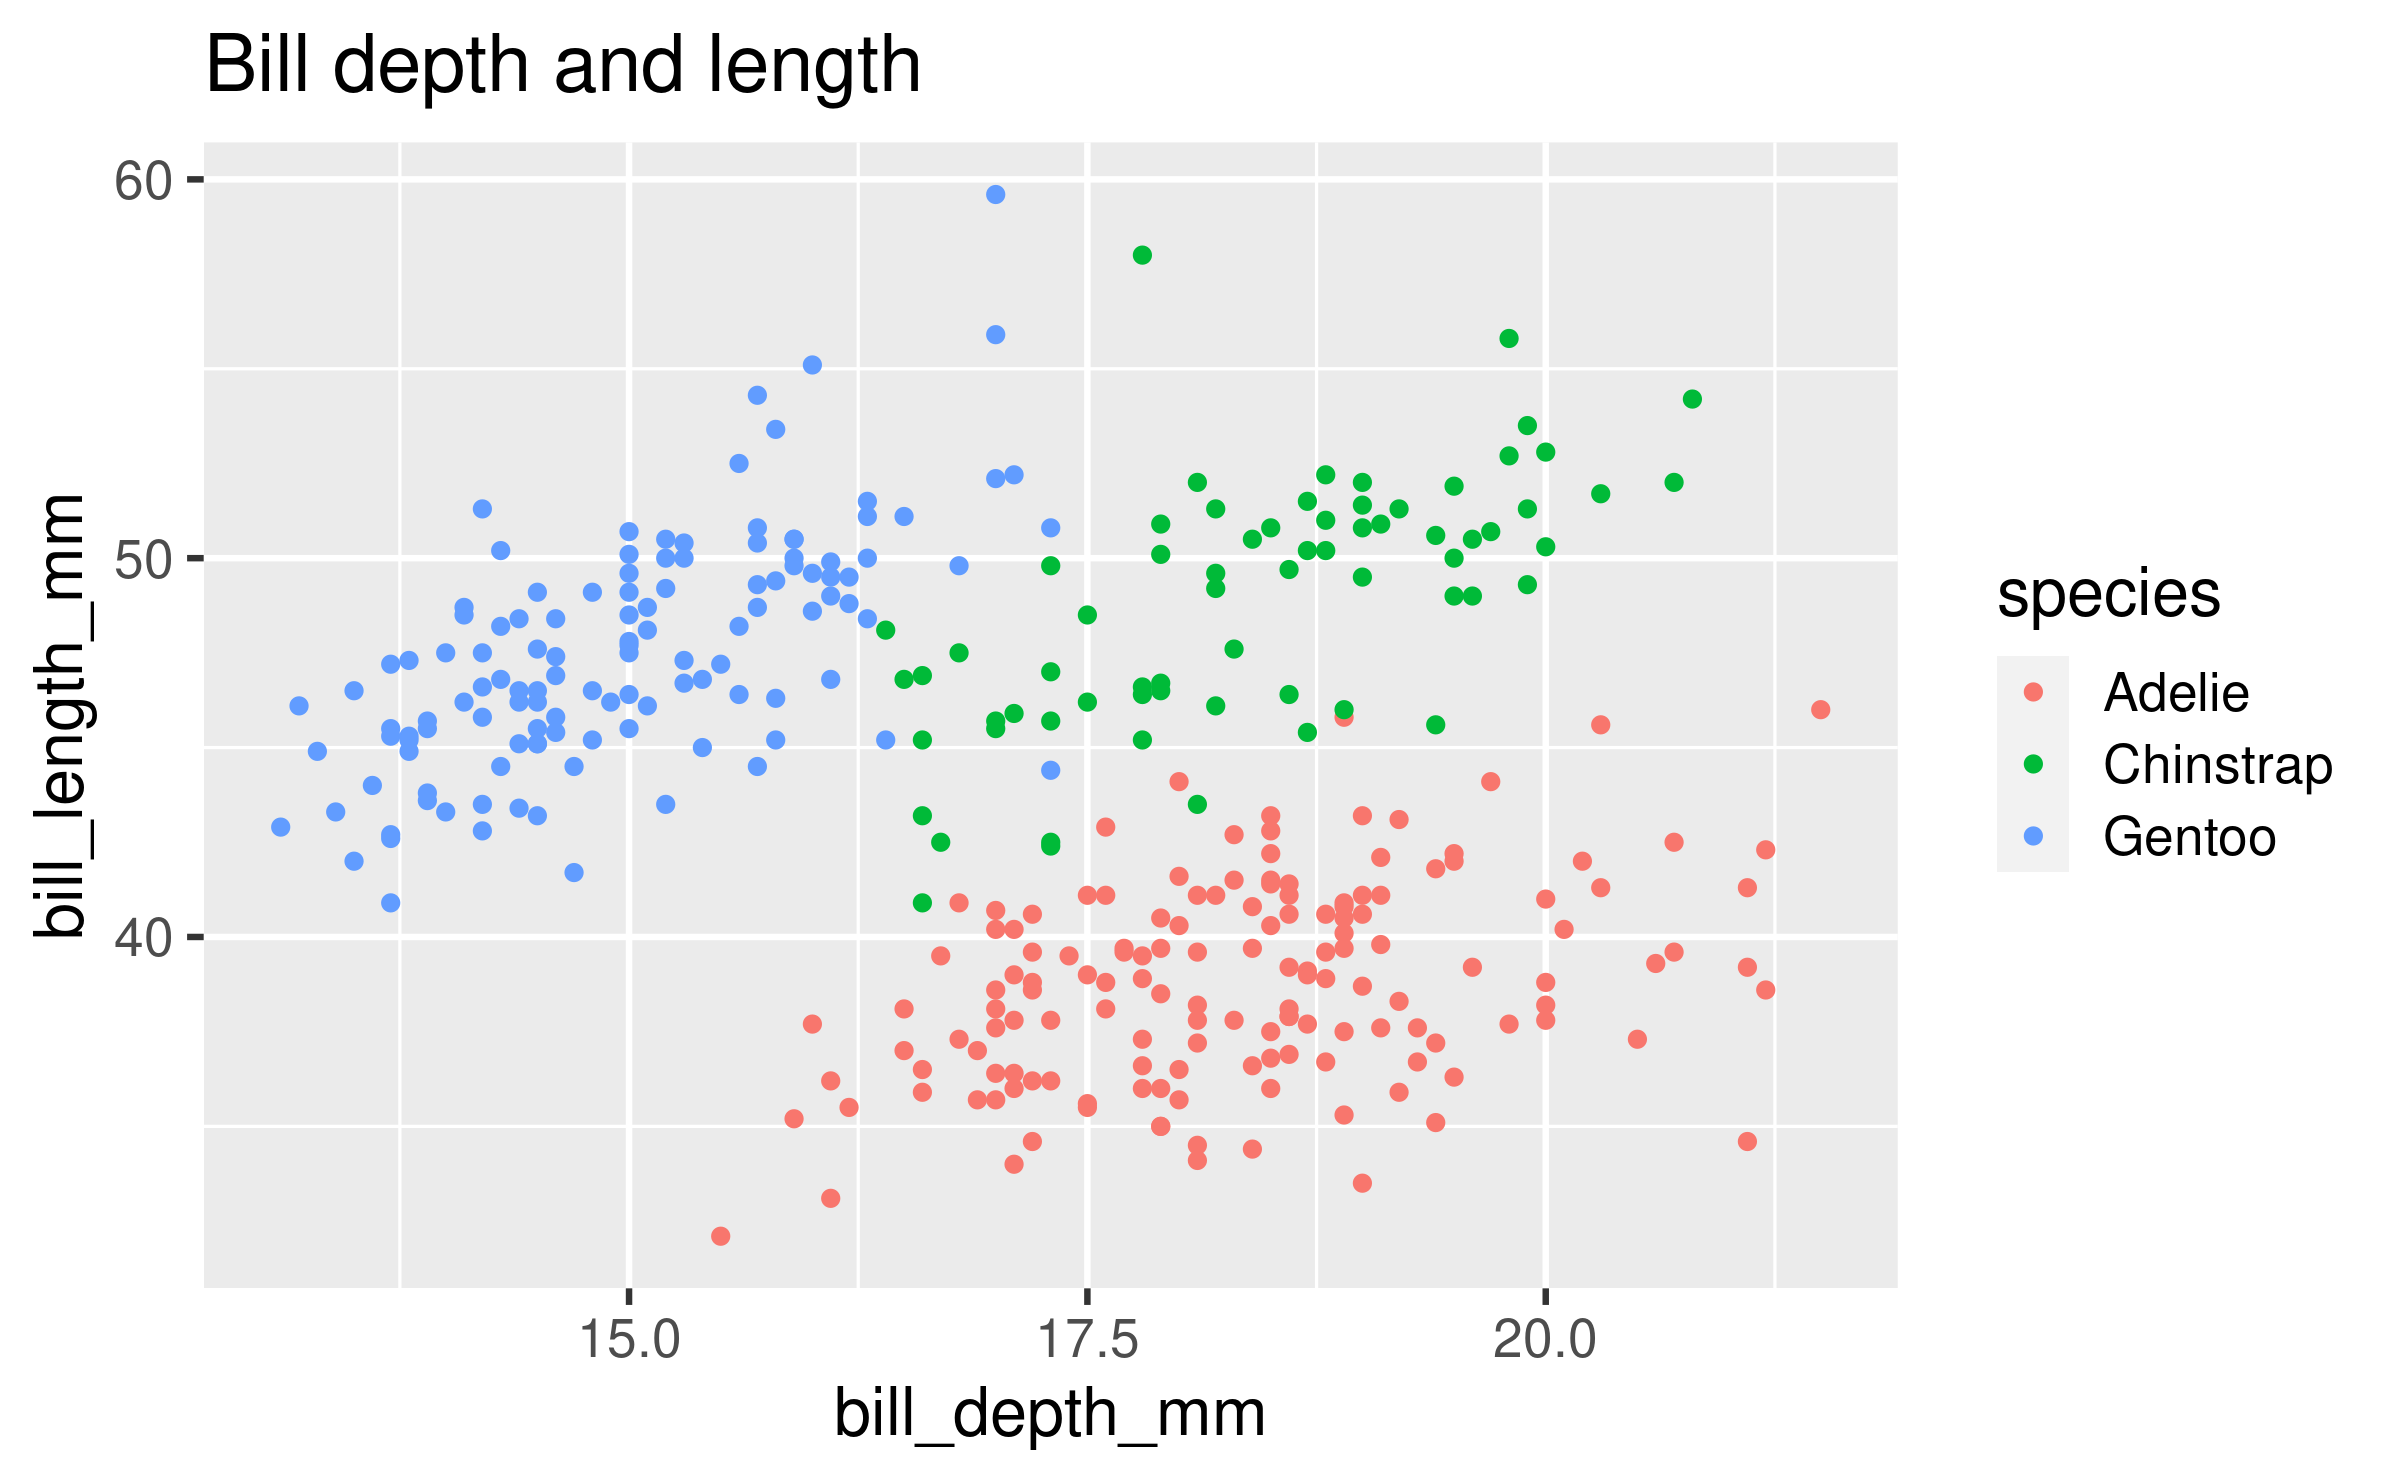 Bill depth and length
60
50
40
bill_length_mm
15.0 17.5 20.0
bill_depth_mm
species
Adelie
Chinstrap
Gentoo